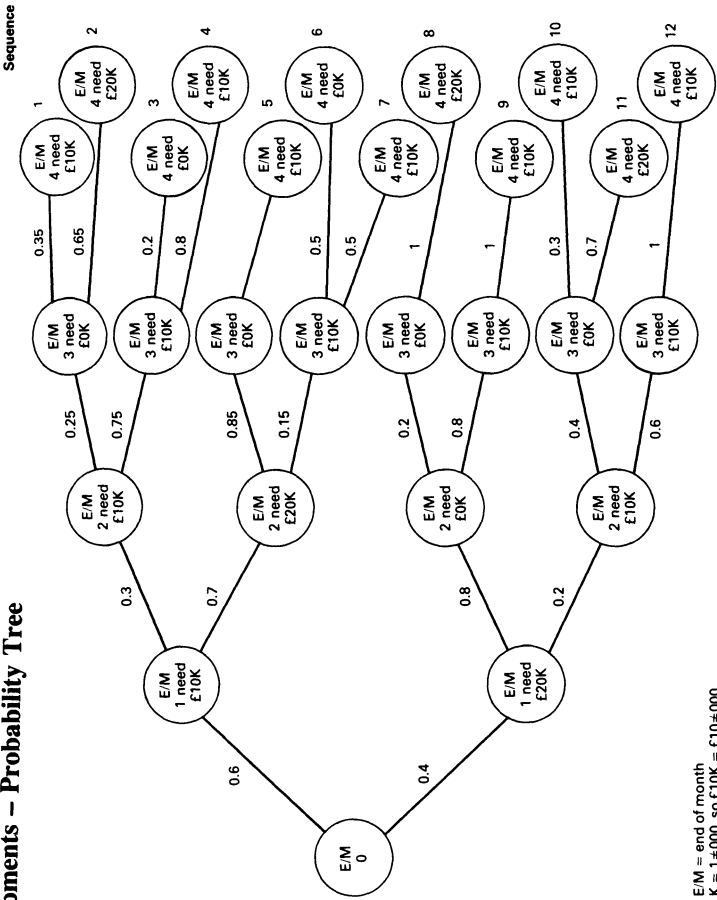 pments – Probability Tree
Sequence
E/M
0
0.6
0.4
E/M
1 need
£10K
E/M
1 need
£20K
0.3
0.7
0.8
0.2
E/M
2 need
£10K
E/M
2 need
£20K
E/M
2 need
£0K
E/M
2 need
£10K
0.25
0.75
0.85
0.15
0.2
0.8
0.4
0.6
E/M
3 need
£0K
E/M
3 need
£10K
E/M
3 need
£0K
E/M
3 need
£10K
E/M
3 need
£0K
E/M
3 need
£10K
E/M
3 need
£0K
E/M
3 need
£10K
0.35
0.65
0.2
0.8
0.5
0.5
1
1
0.3
0.7
1
E/M
4 need
£10K
1
E/M
4 need
£20K
2
E/M
4 need
£0K
3
E/M
4 need
£10K
4
E/M
4 need
£10K
5
E/M
4 need
£0K
6
E/M
4 need
£10K
7
E/M
4 need
£20K
8
E/M
4 need
£10K
9
E/M
4 need
£10K
10
E/M
4 need
£20K
11
E/M
4 need
£10K
12
E/M = end of month
K = 1±000, so £10K = £10±000